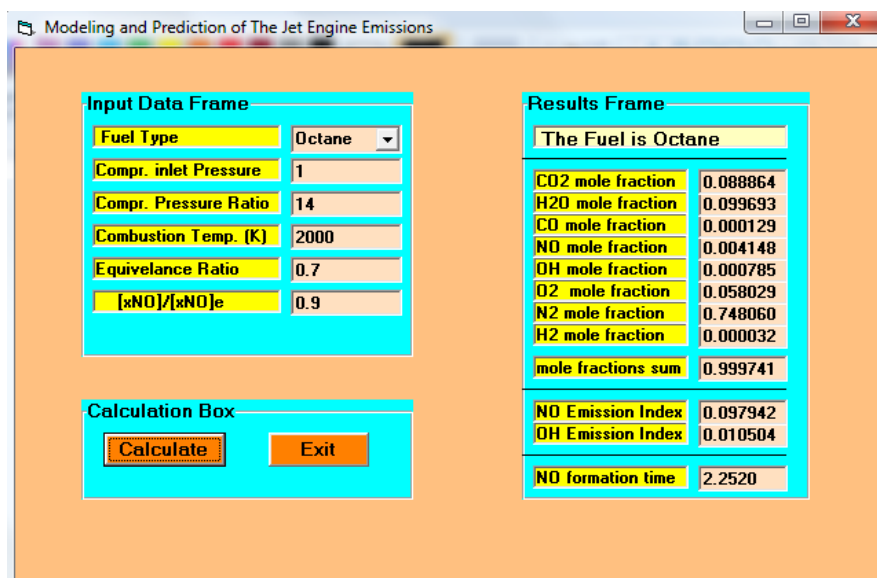 Modeling and Prediction of The Jet Engine Emissions
Input Data Frame
Fuel Type Octane
Compr. inlet Pressure 1
Compr. Pressure Ratio 14
Combustion Temp. (K) 2000
Equivelance Ratio 0.7
[xNO]/[xNO]e 0.9
Calculation Box
Calculate Exit
Results Frame
The Fuel is Octane
CO2 mole fraction 0.088864
H2O mole fraction 0.099693
CO mole fraction 0.000129
NO mole fraction 0.004148
OH mole fraction 0.000785
O2 mole fraction 0.058029
N2 mole fraction 0.748060
H2 mole fraction 0.000032
mole fractions sum 0.999741
NO Emission Index 0.097942
OH Emission Index 0.010504
NO formation time 2.2520